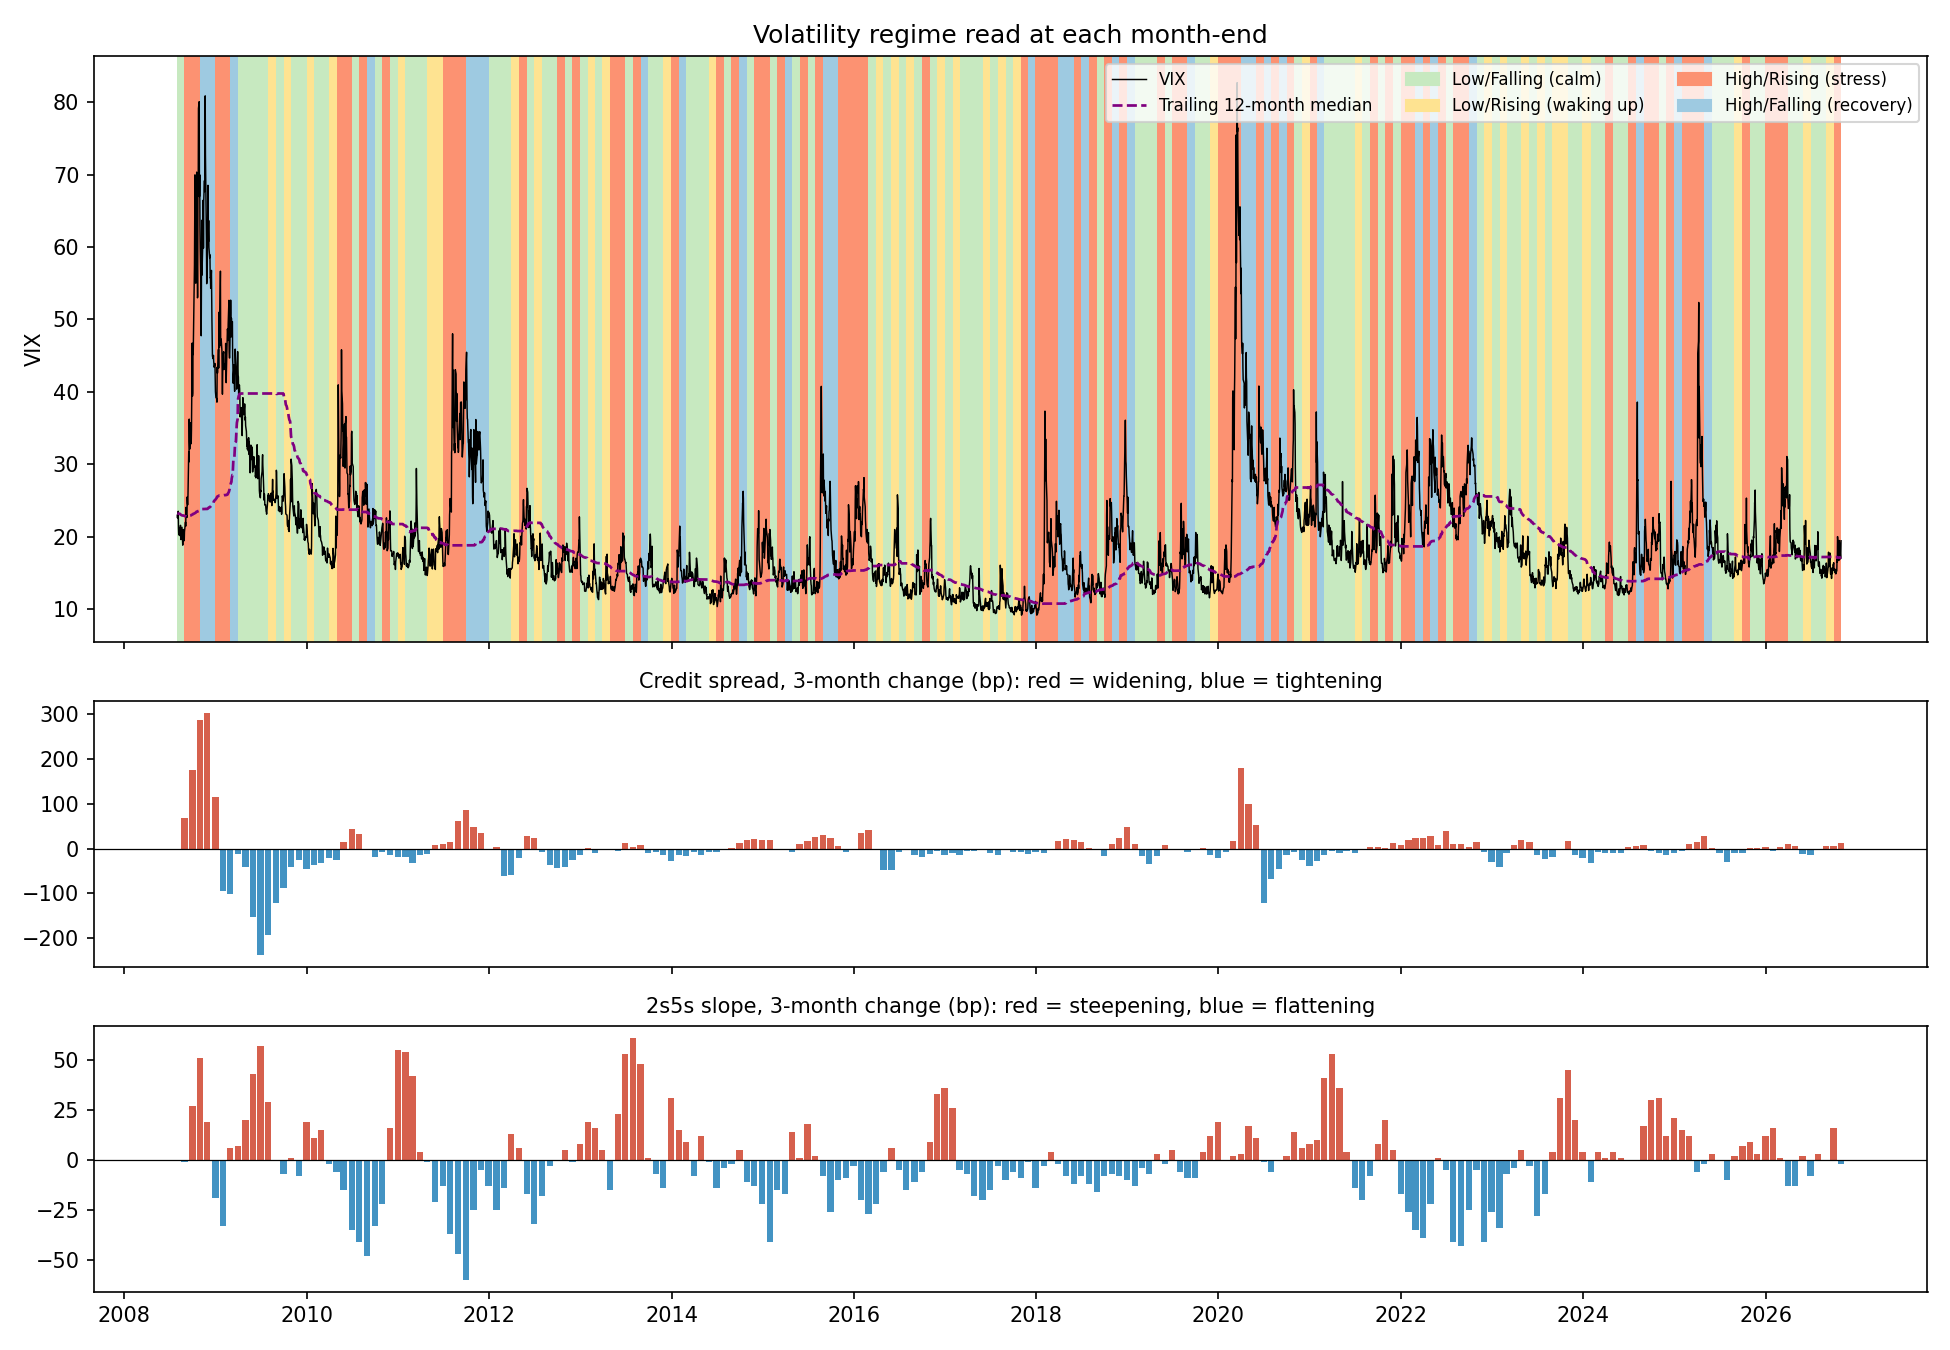 Volatility regime read at each month-end
VIX
Trailing 12-month median
Low/Falling (calm)
Low/Rising (waking up)
High/Rising (stress)
High/Falling (recovery)
80
70
60
50
40
30
20
10
VIX
Credit spread, 3-month change (bp): red = widening, blue = tightening
300
200
100
0
−100
−200
2s5s slope, 3-month change (bp): red = steepening, blue = flattening
50
25
0
−25
−50
2008 2010 2012 2014 2016 2018 2020 2022 2024 2026